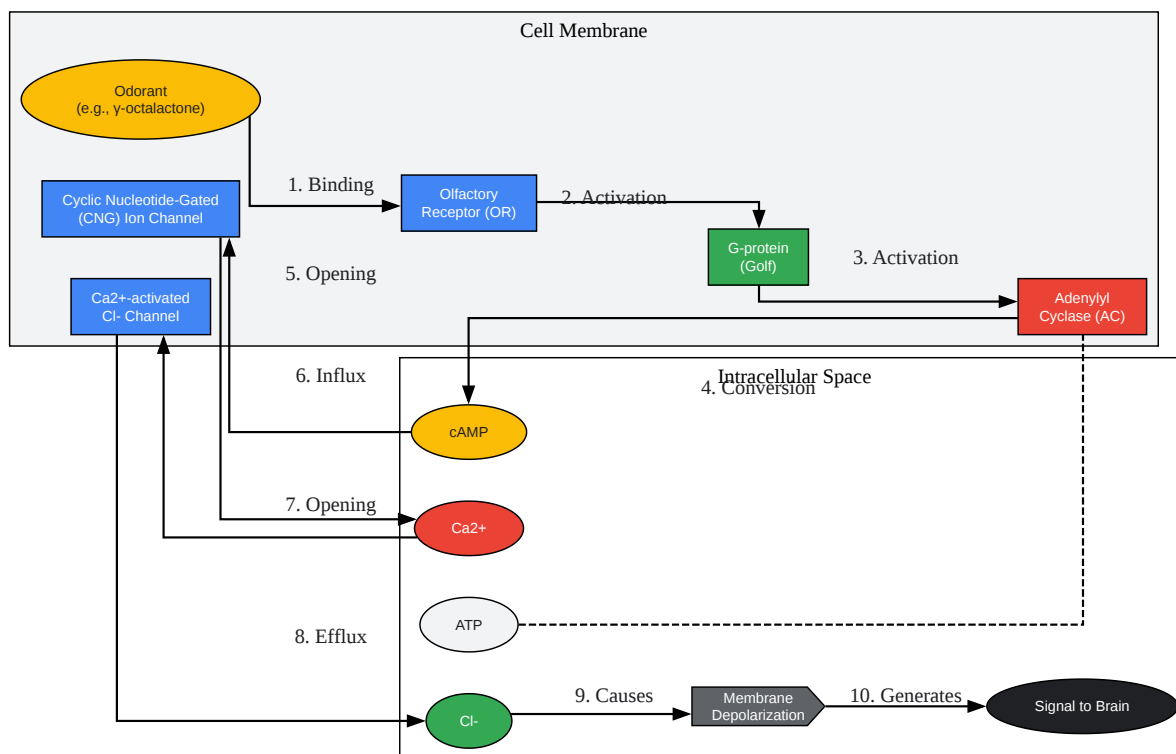 Cell Membrane
Odorant
(e.g., γ-octalactone)
1. Binding
Cyclic Nucleotide-Gated
(CNG) Ion Channel
Olfactory
Receptor (OR)
2. Activation
G-protein
(Golf)
3. Activation
5. Opening
Ca2+-activated
Cl- Channel
Adenylyl
Cyclase (AC)
6. Influx
Intracellular Space
4. Conversion
cAMP
7. Opening
Ca2+
ATP
8. Efflux
Cl-
9. Causes
Membrane
Depolarization
10. Generates
Signal to Brain